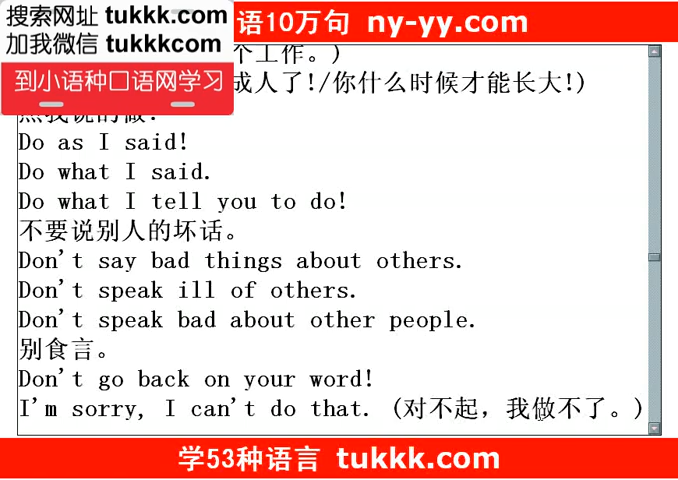 搜索网址 tukkk.com
加我微信 tukkkcom
到小语种口语网学习
语10万句 ny-yy.com
个工作。)
成人了!/你什么时候才能长大!)
照我说的做!
Do as I said!
Do what I said.
Do what I tell you to do!
不要说别人的坏话。
Don't say bad things about others.
Don't speak ill of others.
Don't speak bad about other people.
别食言。
Don't go back on your word!
I'm sorry, I can't do that. (对不起，我做不了。)
学53种语言 tukkk.com